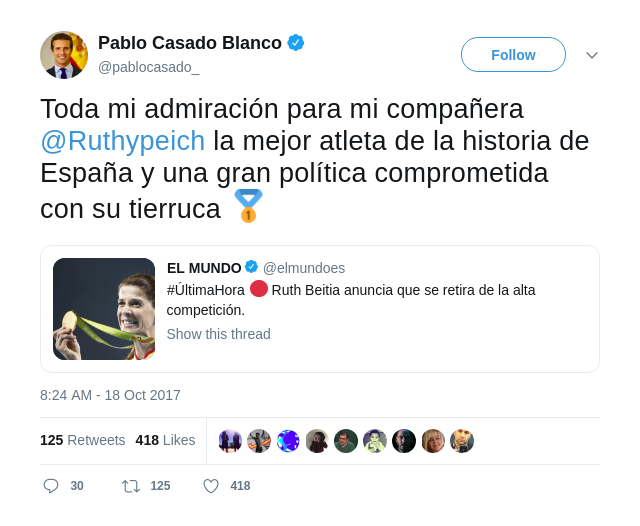 Pablo Casado Blanco
@pablocasado_
Follow
Toda mi admiración para mi compañera
@Ruthypeich la mejor atleta de la historia de
España y una gran política comprometida
con su tierruca
EL MUNDO @elmundoes
#ÚltimaHora Ruth Beitia anuncia que se retira de la alta
competición.
Show this thread
8:24 AM - 18 Oct 2017
125 Retweets 418 Likes
30 125 418